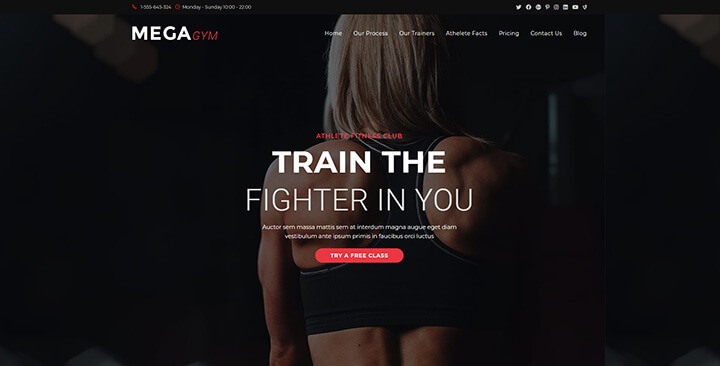 1-555-645-324 Monday - Sunday 10:00 - 22:00
MEGAGYM
Home Our Process Our Trainers Athelete Facts Pricing Contact Us Blog
ATHLETE FITNESS CLUB
TRAIN THE
FIGHTER IN YOU
Auctor sem massa mattis sem at interdum magna augue eget diam
vestibulum ante ipsum primis in faucibus orci luctus
TRY A FREE CLASS